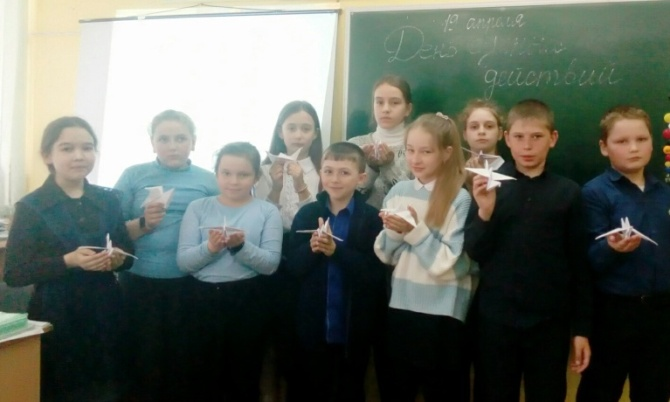 19 апреля
День
действий